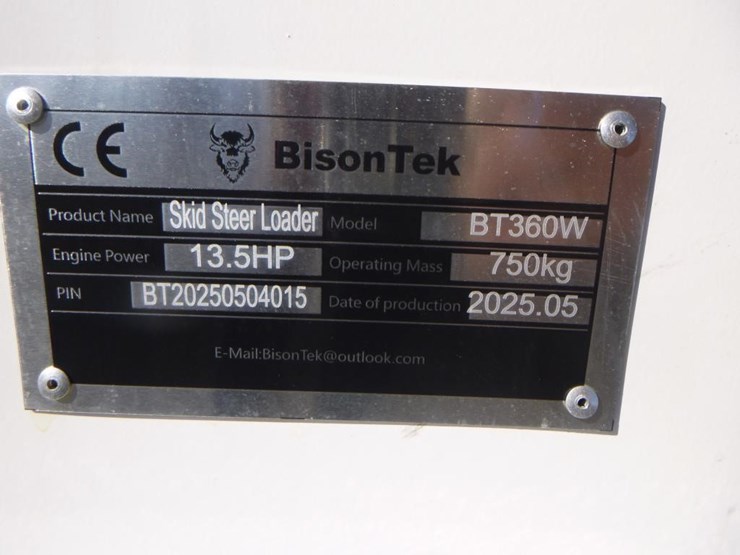 CE BisonTek
Product Name Skid Steer Loader Model BT360W
Engine Power 13.5HP Operating Mass 750kg
PIN BT20250504015 Date of production 2025.05
E-Mail:BisonTek@outlook.com